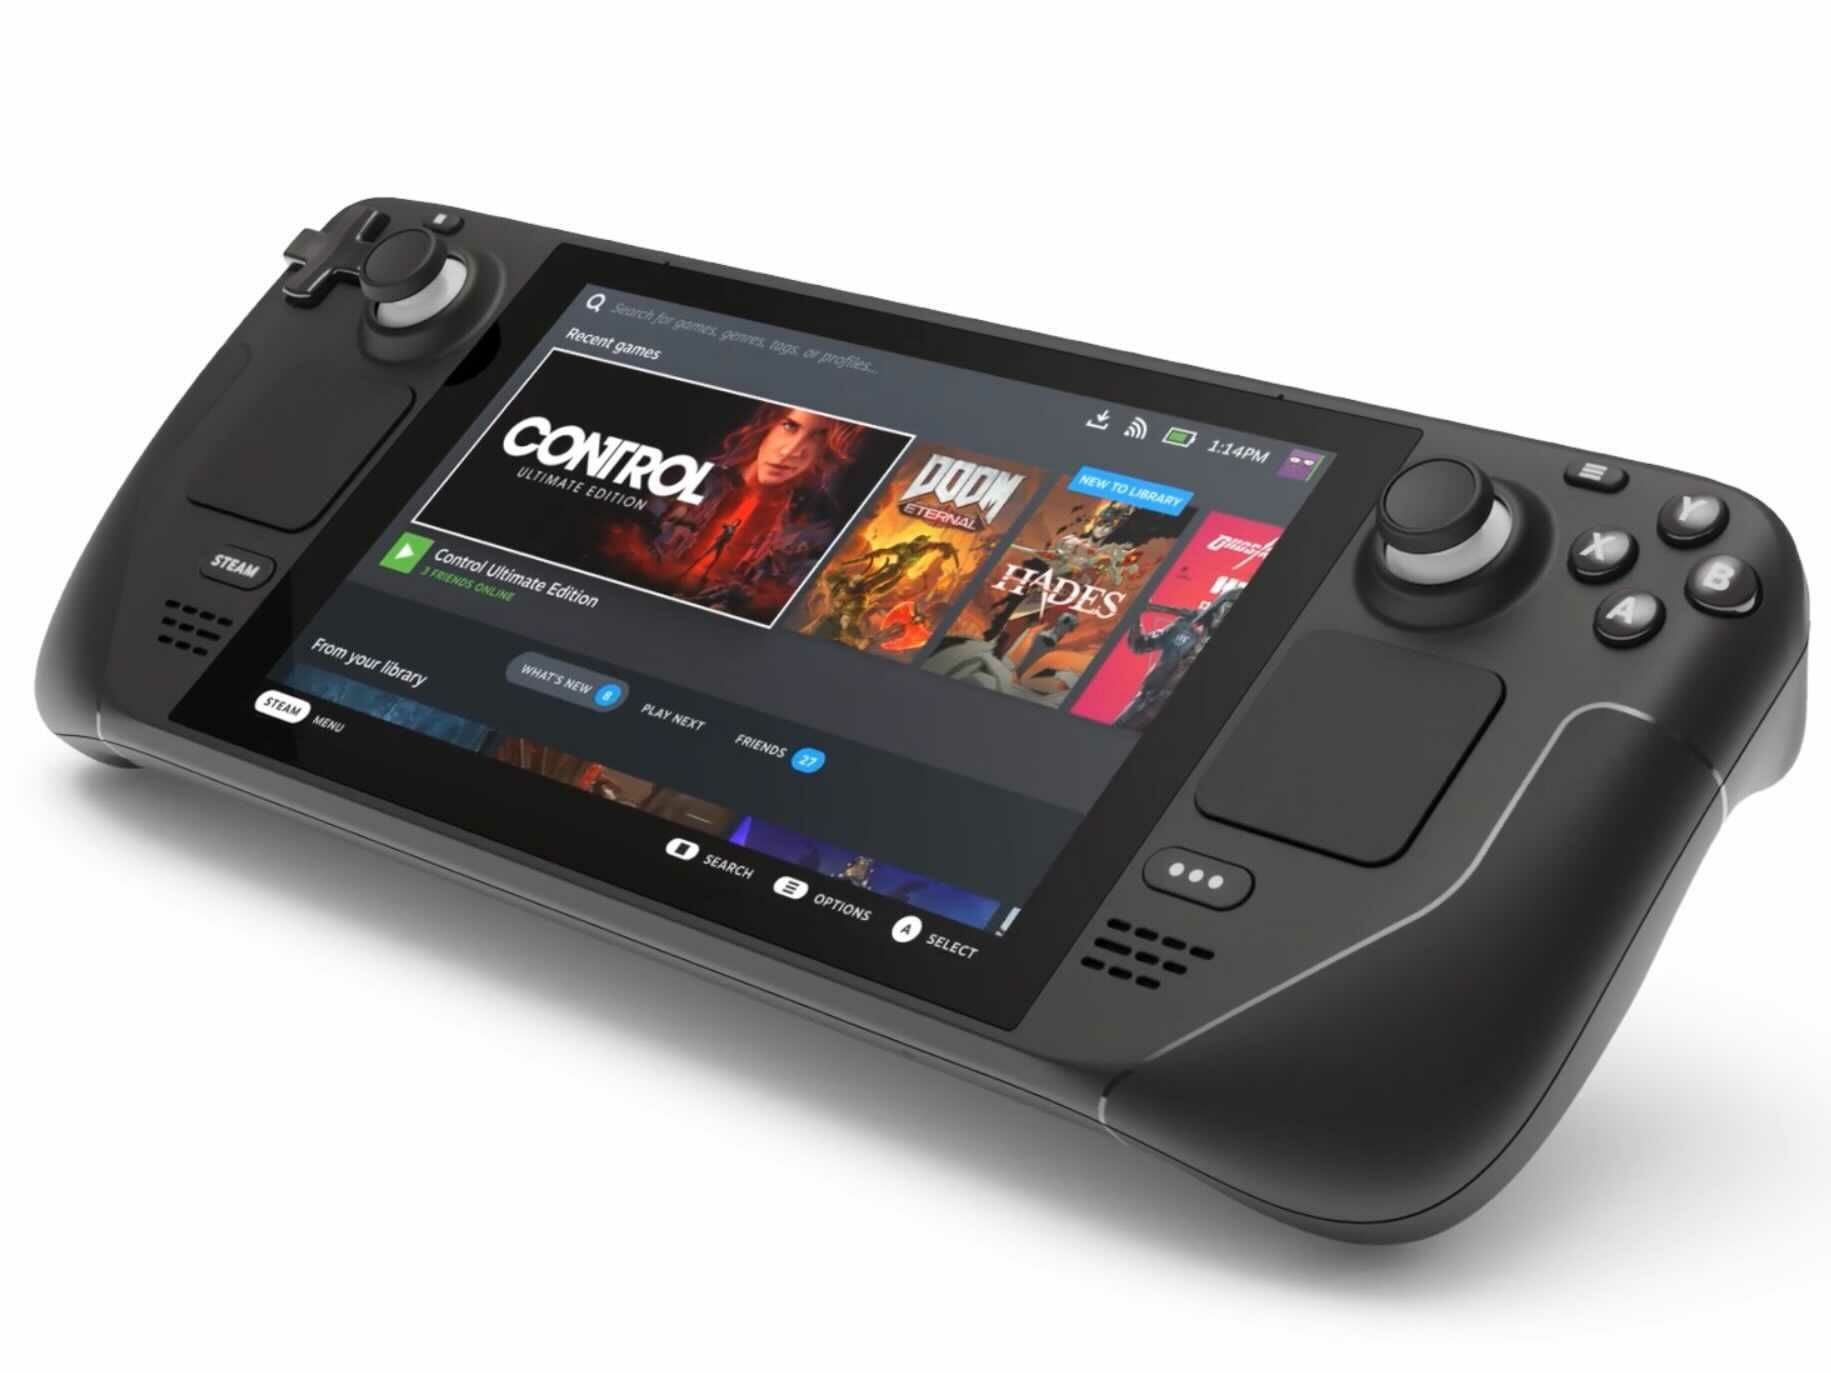 Search for games, genres, tags, or profiles...
Recent games
1:14PM
CONTROL
ULTIMATE EDITION
DOOM
ETERNAL
NEW TO LIBRARY
HADES
Control Ultimate Edition
3 FRIENDS ONLINE
From your library
WHAT'S NEW 8
PLAY NEXT
FRIENDS 27
STEAM MENU
SEARCH
OPTIONS
A SELECT
STEAM
Y
X
B
A